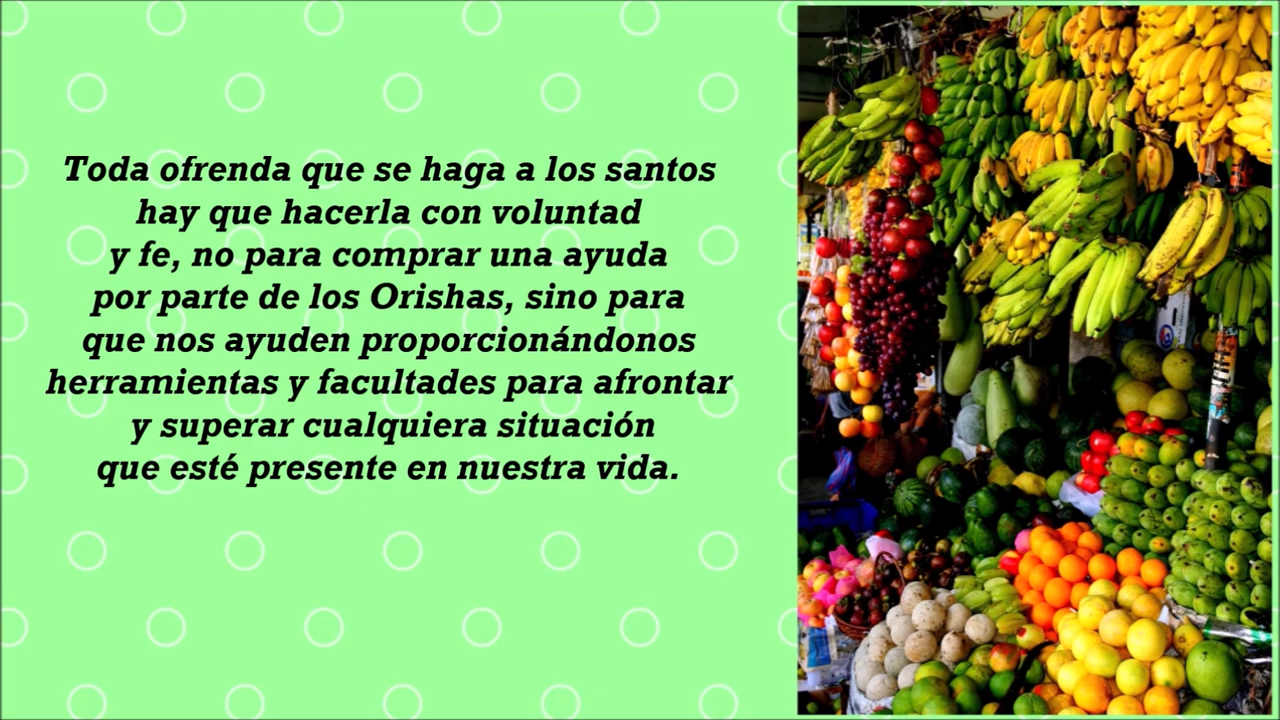 Toda ofrenda que se haga a los santos
hay que hacerla con voluntad
y fe, no para comprar una ayuda
por parte de los Orishas, sino para
que nos ayuden proporcionándonos
herramientas y facultades para afrontar
y superar cualquiera situación
que esté presente en nuestra vida.